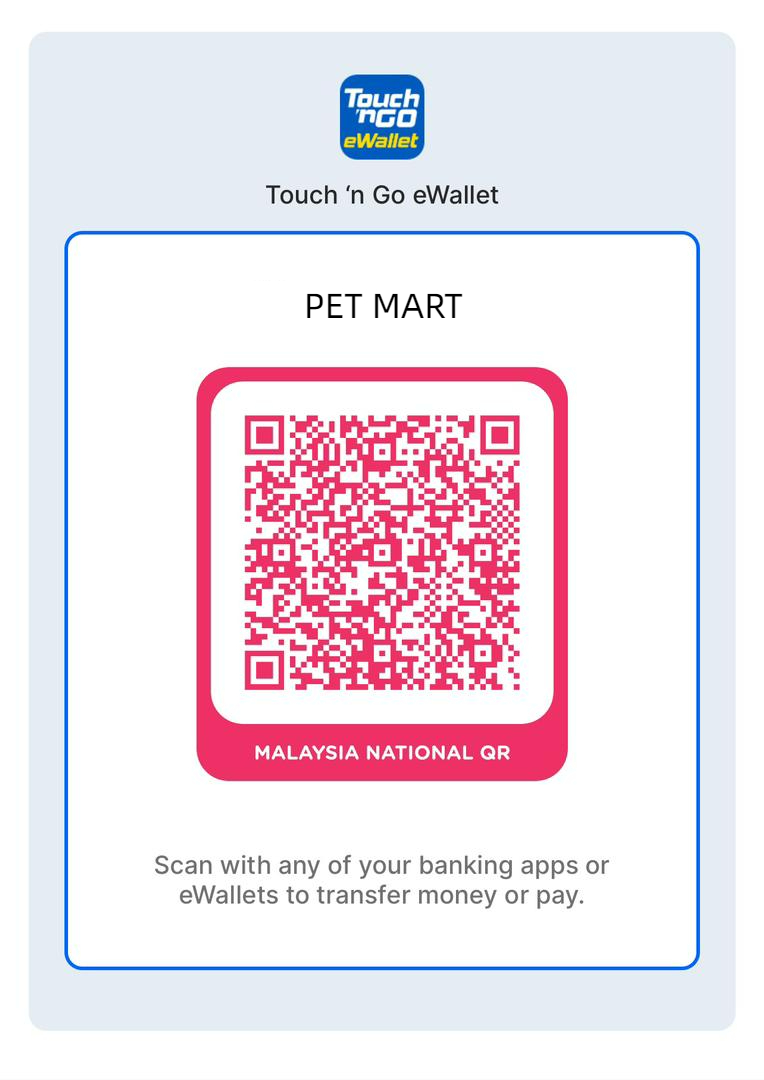 Touch
'nGO
eWallet
Touch ‘n Go eWallet
PET MART
MALAYSIA NATIONAL QR
Scan with any of your banking apps or
eWallets to transfer money or pay.